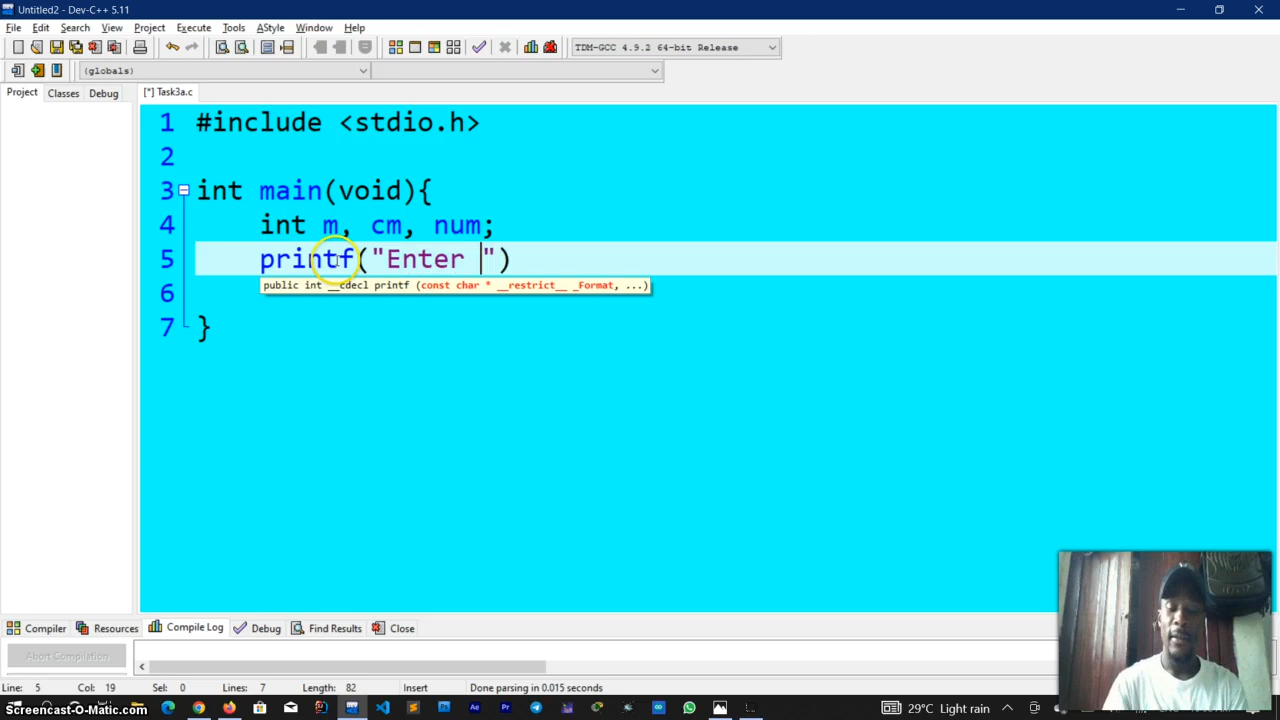 Untitled2 - Dev-C++ 5.11
File Edit Search View Project Execute Tools AStyle Window Help
TDM-GCC 4.9.2 64-bit Release
(globals)
Project Classes Debug [*] Task3a.c
1 #include <stdio.h>
2
3 int main(void){
4 int m, cm, num;
5 printf("Enter ")
public int __cdecl printf (const char * __restrict__ _Format, ...)
6
7 }
Compiler Resources Compile Log Debug Find Results Close
Abort Compilation
Line: 5 Col: 19 Sel: 0 Lines: 7 Length: 82 Insert Done parsing in 0.015 seconds
Screencast-O-Matic.com
29°C Light rain